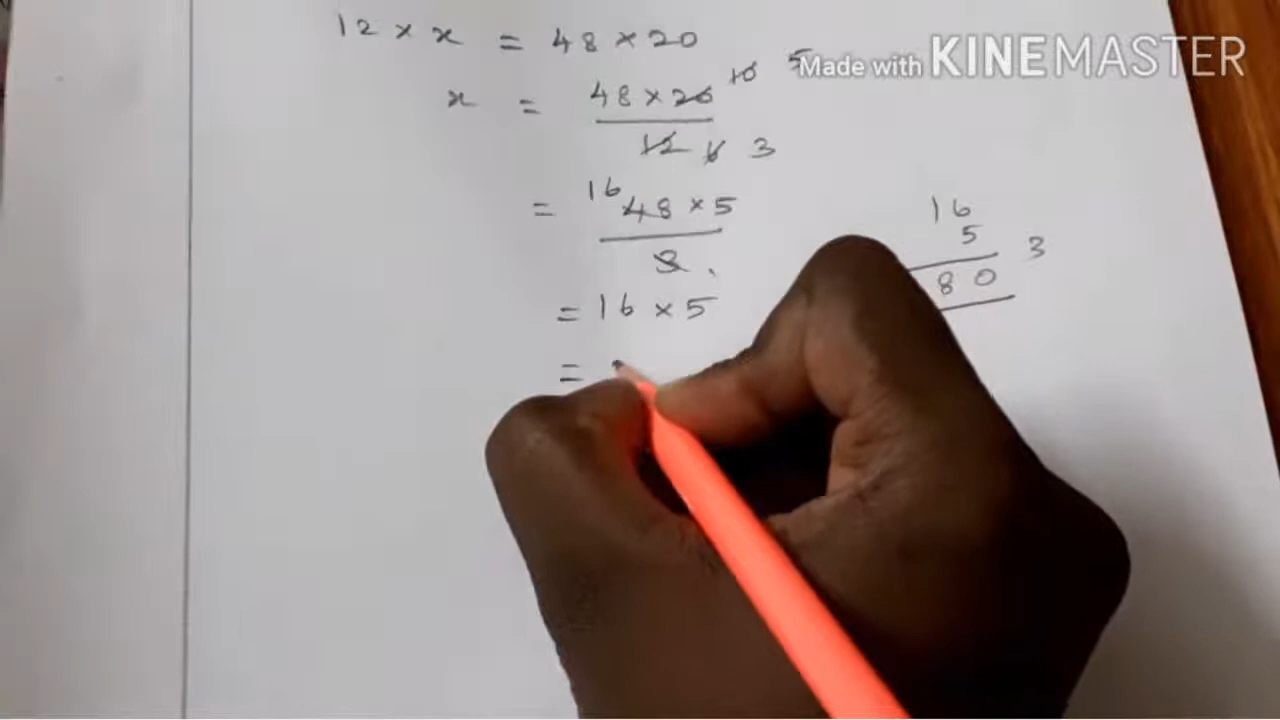 12 × x = 48 × 20
Made with KINEMASTER
x = 48 × 20 10 5
12 6 3
= 16 48 × 5
3
= 16 × 5
=
16
5 3
80